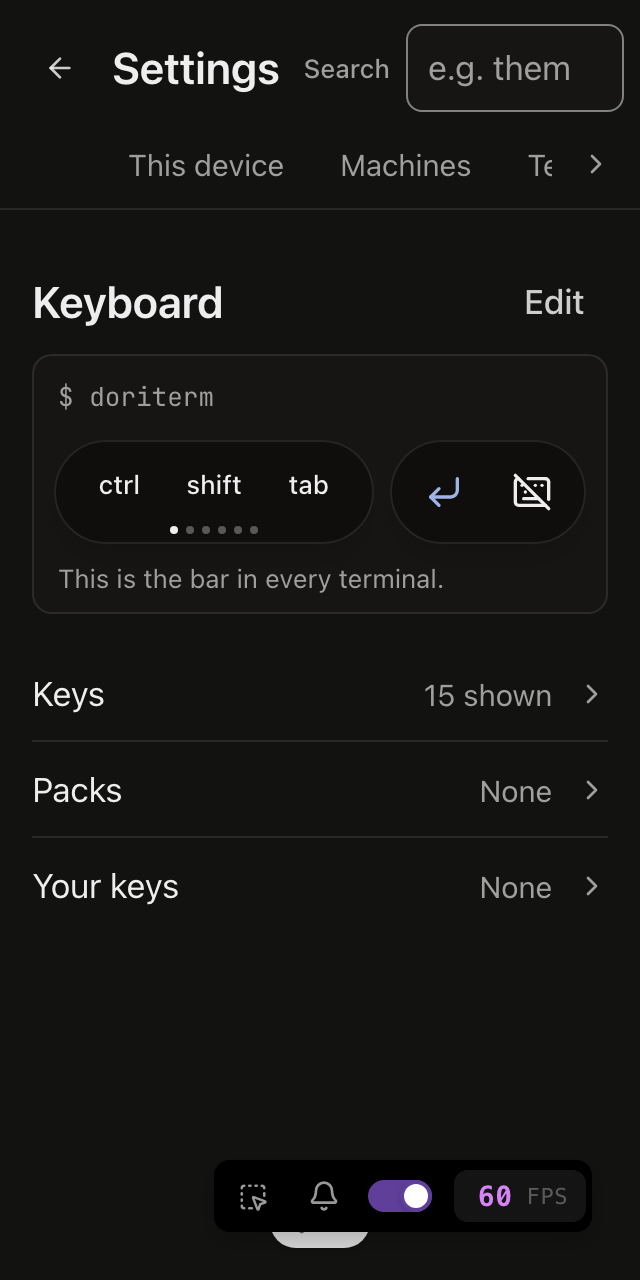 Settings
Search
e.g. them
This device
Machines
Keyboard
Edit
$ doriterm
ctrl
shift
tab
This is the bar in every terminal.
Keys
15 shown
Packs
None
Your keys
None
60 FPS